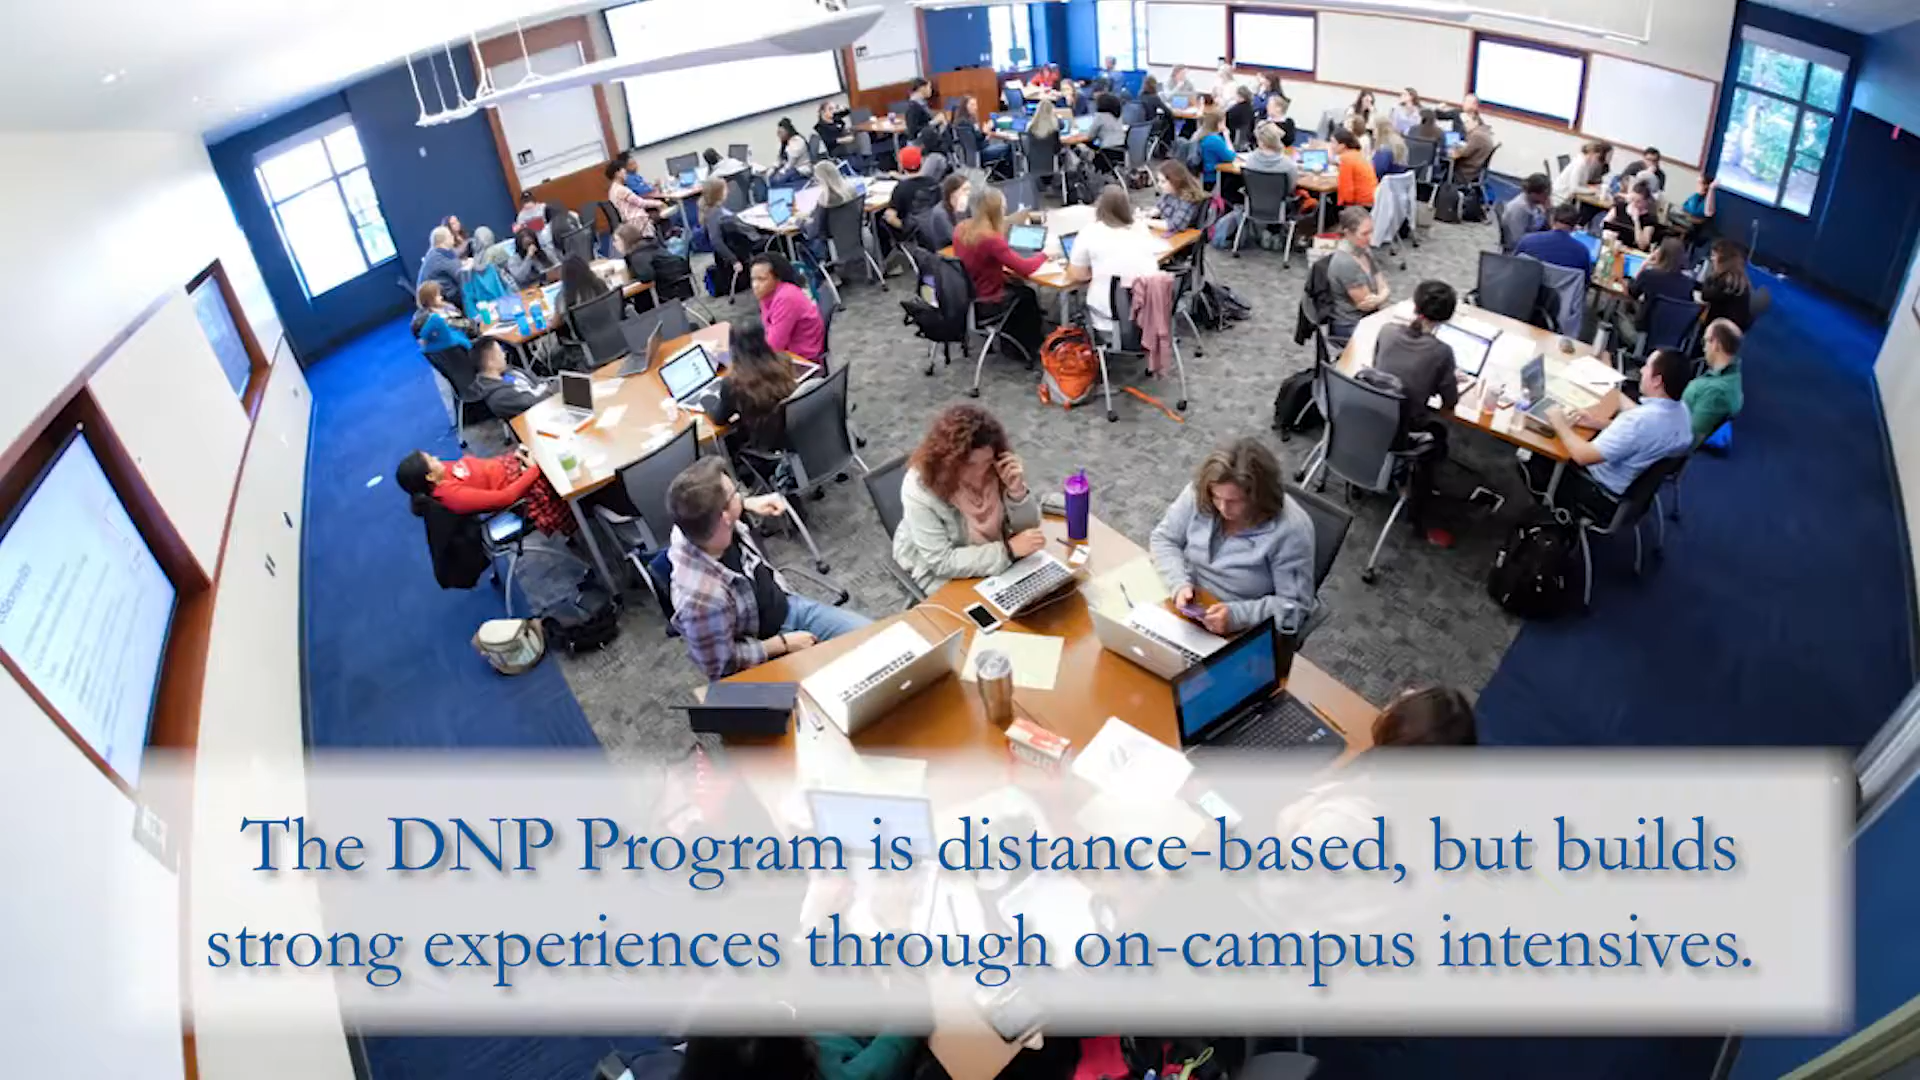 The DNP Program is distance-based, but builds
strong experiences through on-campus intensives.